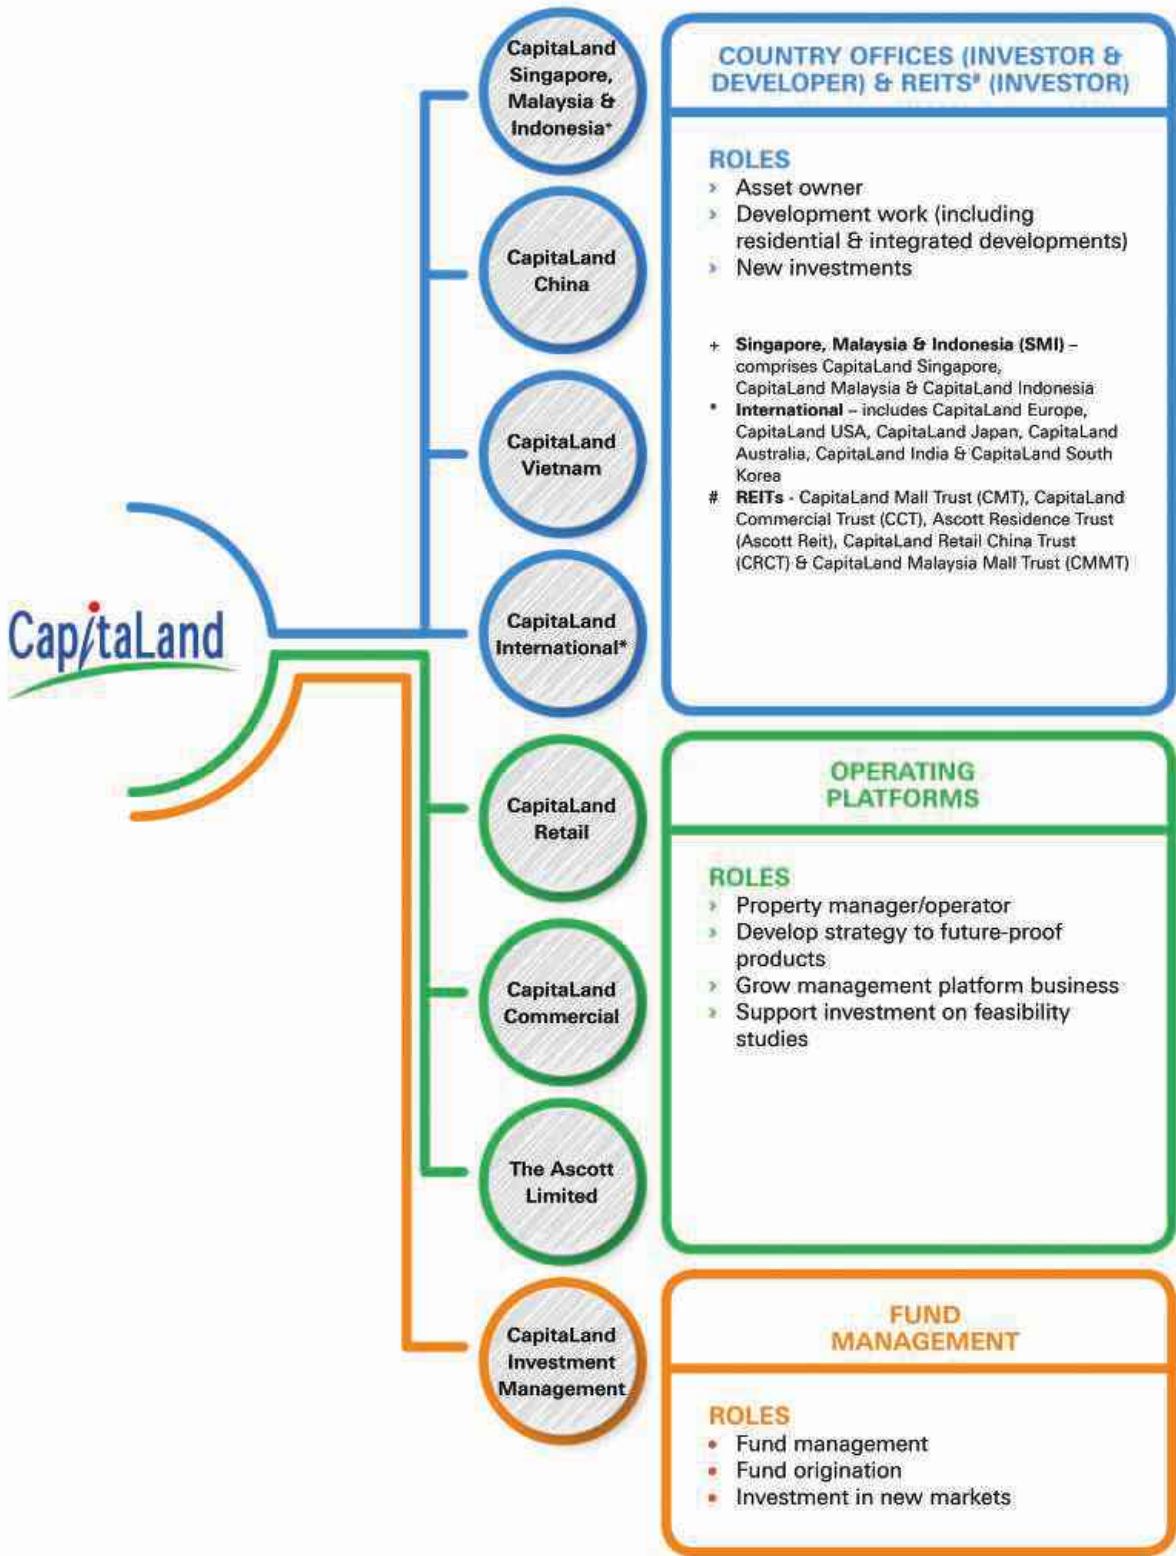 CapitaLand
CapitaLand
Singapore,
Malaysia &
Indonesia+
CapitaLand
China
CapitaLand
Vietnam
CapitaLand
International*
CapitaLand
Retail
CapitaLand
Commercial
The Ascott
Limited
CapitaLand
Investment
Management
COUNTRY OFFICES (INVESTOR &
DEVELOPER) & REITS# (INVESTOR)
ROLES
› Asset owner
› Development work (including
residential & integrated developments)
› New investments
+ Singapore, Malaysia & Indonesia (SMI) –
comprises CapitaLand Singapore,
CapitaLand Malaysia & CapitaLand Indonesia
* International – includes CapitaLand Europe,
CapitaLand USA, CapitaLand Japan, CapitaLand
Australia, CapitaLand India & CapitaLand South
Korea
# REITs - CapitaLand Mall Trust (CMT), CapitaLand
Commercial Trust (CCT), Ascott Residence Trust
(Ascott Reit), CapitaLand Retail China Trust
(CRCT) & CapitaLand Malaysia Mall Trust (CMMT)
OPERATING
PLATFORMS
ROLES
› Property manager/operator
› Develop strategy to future-proof
products
› Grow management platform business
› Support investment on feasibility
studies
FUND
MANAGEMENT
ROLES
• Fund management
• Fund origination
• Investment in new markets